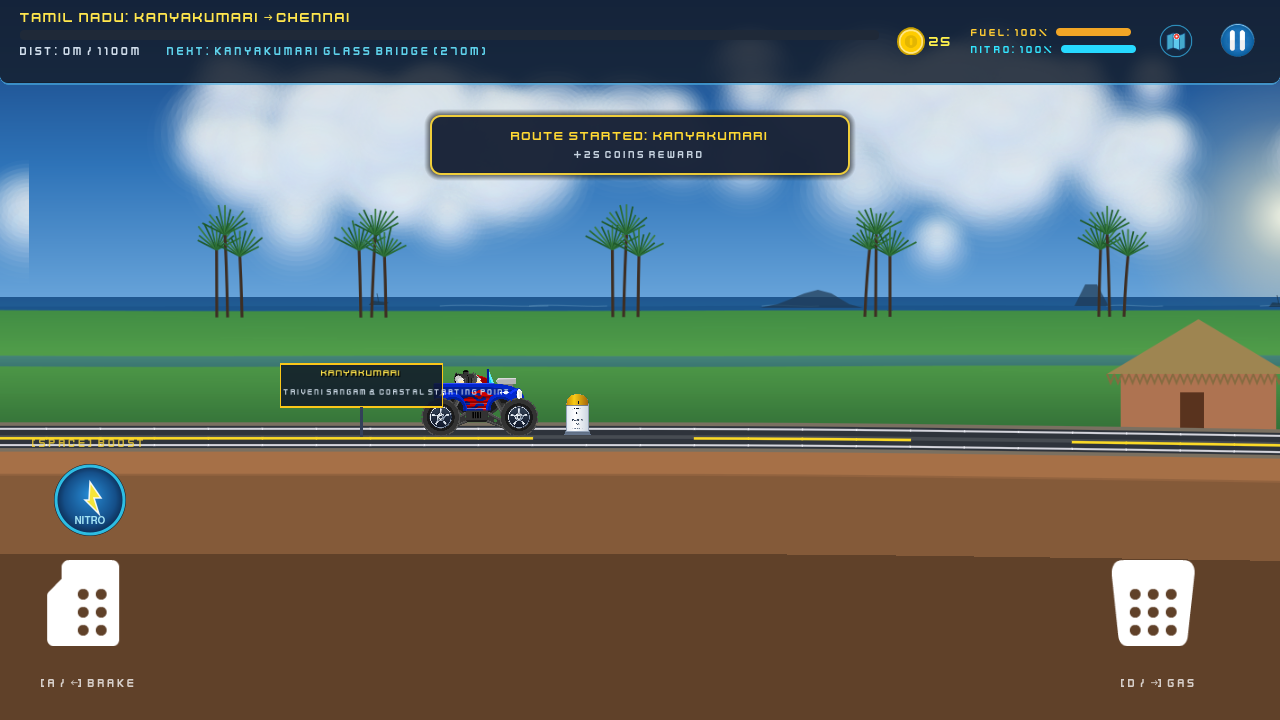 TAMIL NADU: KANYAKUMARI → CHENNAI
DIST: 0M / 1100M
NEXT: KANYAKUMARI GLASS BRIDGE (270M)
25
FUEL: 100%
NITRO: 100%
ROUTE STARTED: KANYAKUMARI
+25 COINS REWARD
KANYAKUMARI
TRIVENI SANGAM & COASTAL STARTING POINT
[SPACE] BOOST
NITRO
[A / ←] BRAKE
[D / →] GAS